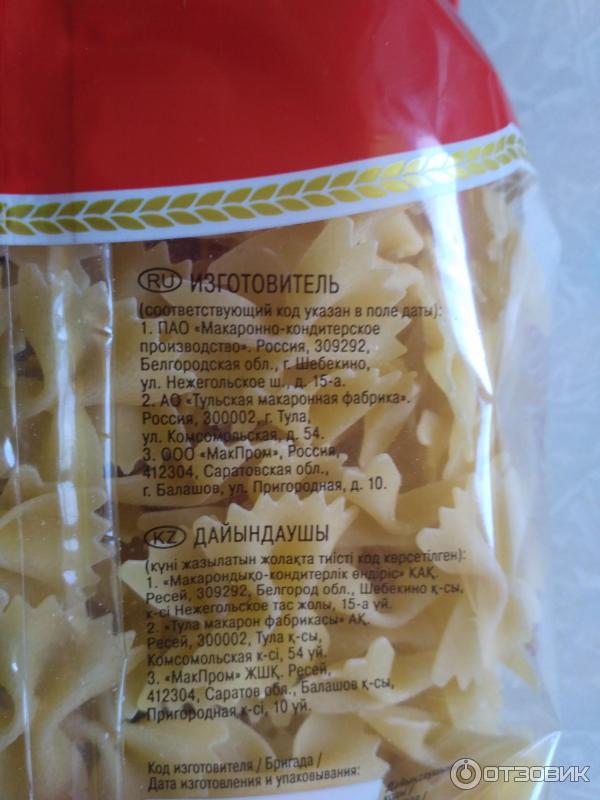 RU ИЗГОТОВИТЕЛЬ
(соответствующий код указан в поле даты):
1. ПАО «Макаронно-кондитерское
производство». Россия, 309292,
Белгородская обл., г. Шебекино,
ул. Нежегольское ш., д. 15-а.
2. АО «Тульская макаронная фабрика».
Россия, 300002, г. Тула,
ул. Комсомольская, д. 54.
3. ООО «МакПром», Россия,
412304, Саратовская обл.,
г. Балашов, ул. Пригородная, д. 10.
KZ ДАЙЫНДАУШЫ
(күні жазылатын жолақта тиісті код көрсетілген):
1. «Макарондықо-кондитерлік өндіріс» КАҚ.
Ресей, 309292, Белгород обл., Шебекино қ-сы,
к-сі Нежегольское тас жолы, 15-а үй.
2. «Тула макарон фабрикасы» АҚ.
Ресей, 300002, Тула қ-сы,
Комсомольская к-сі, 54 үй.
3. «МакПром» ЖШҚ. Ресей,
412304, Саратов обл., Балашов қ-сы,
Пригородная к-сі, 10 үй.
Код изготовителя / Бригада /
Дата изготовления и упаковывания:
ОТЗОВИК